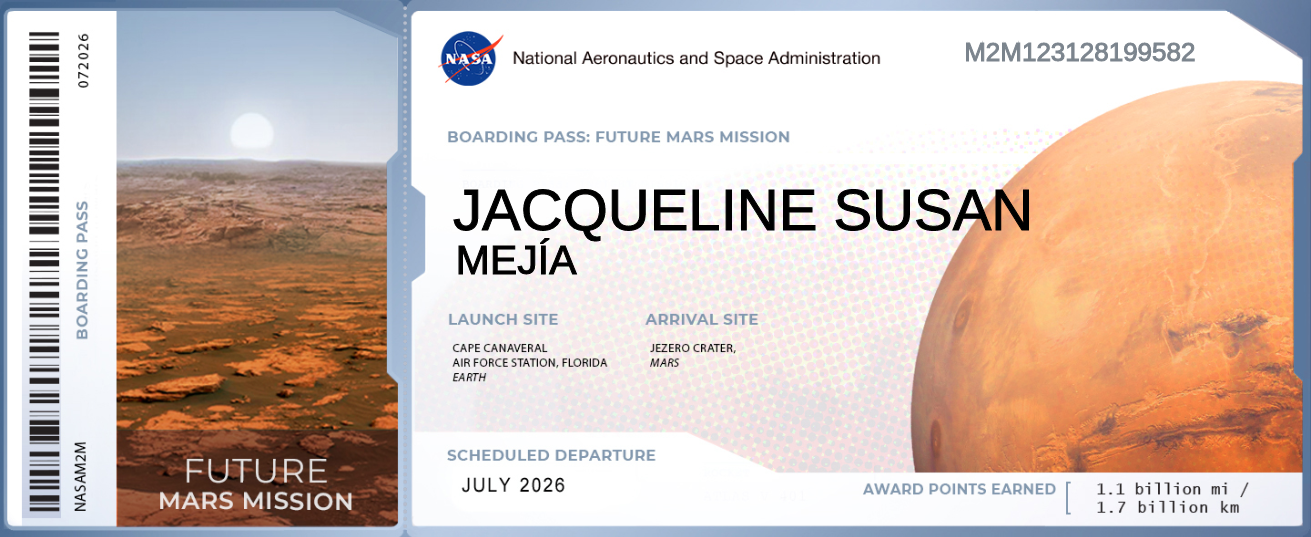 072026
BOARDING PASS
NASAM2M
FUTURE
MARS MISSION
NASA
National Aeronautics and Space Administration
M2M123128199582
BOARDING PASS: FUTURE MARS MISSION
JACQUELINE SUSAN
MEJÍA
LAUNCH SITE
CAPE CANAVERAL
AIR FORCE STATION, FLORIDA
EARTH
ARRIVAL SITE
JEZERO CRATER,
MARS
SCHEDULED DEPARTURE
JULY 2026
AWARD POINTS EARNED
1.1 billion mi /
1.7 billion km